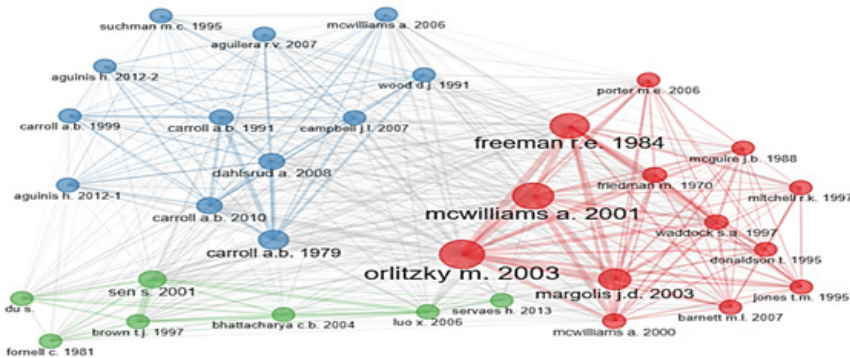 suchman m.c. 1995
mcwilliams a. 2006
aguilera r.v. 2007
aguinis h. 2012-2
wood d.j. 1991
porter m.e. 2006
carroll a.b. 1999
carroll a.b. 1991
campbell j.l. 2007
freeman r.e. 1984
mcguire j.b. 1988
dahlsrud a. 2008
aguinis h. 2012-1
friedman m. 1970
mitchell r.k. 1997
carroll a.b. 2010
mcwilliams a. 2001
waddock s.a. 1997
carroll a.b. 1979
donaldson t. 1995
orlitzky m. 2003
sen s. 2001
margolis j.d. 2003
jones t.m. 1995
du s.
servaes h. 2013
barnett m.l. 2007
brown t.j. 1997
bhattacharya c.b. 2004
luo x. 2006
mcwilliams a. 2000
fornell c. 1981